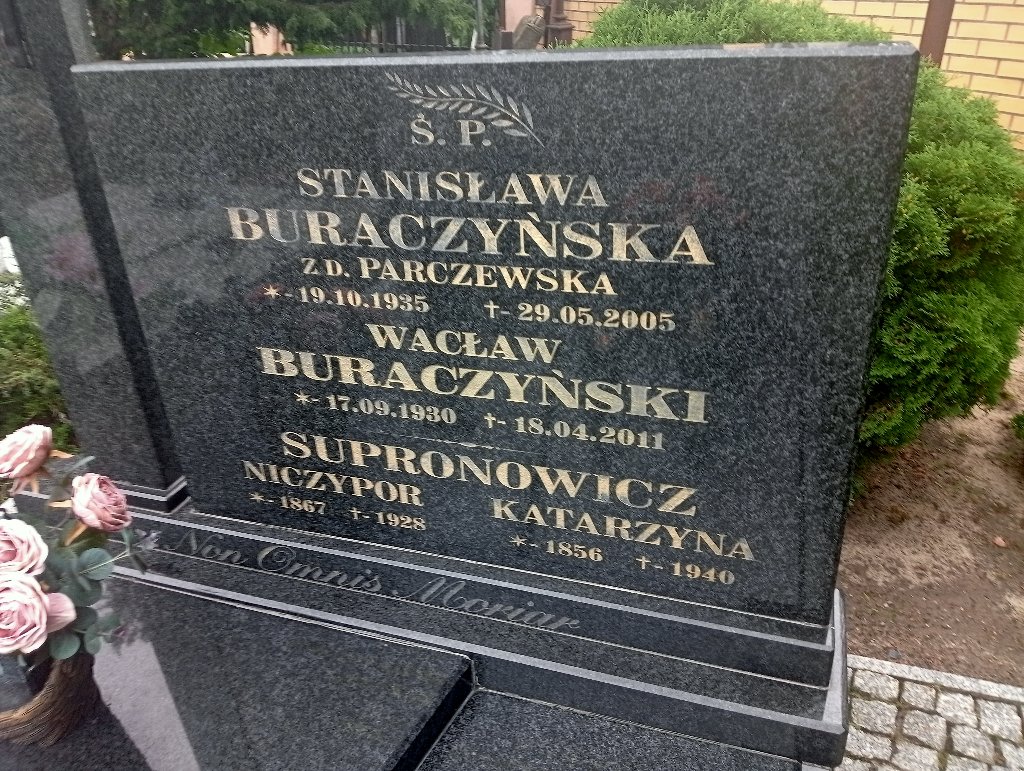 Ś. P.
STANISŁAWA
BURACZYŃSKA
Z D. PARCZEWSKA
*- 19.10.1935 †- 29.05.2005
WACŁAW
BURACZYŃSKI
*- 17.09.1930 †- 18.04.2011
SUPRONOWICZ
NICZYPOR KATARZYNA
*- 1867 †- 1928 *- 1856 †- 1940
Non Omnis Moriar